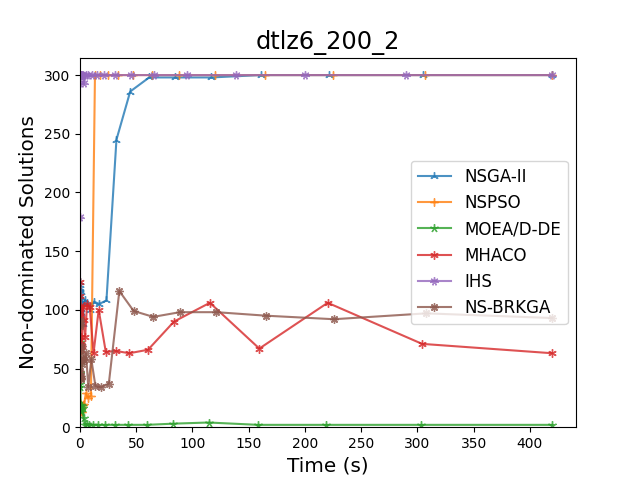 dtlz6_200_2
Non-dominated Solutions
300
250
200
150
100
50
0
0 50 100 150 200 250 300 350 400
Time (s)
NSGA-II
NSPSO
MOEA/D-DE
MHACO
IHS
NS-BRKGA